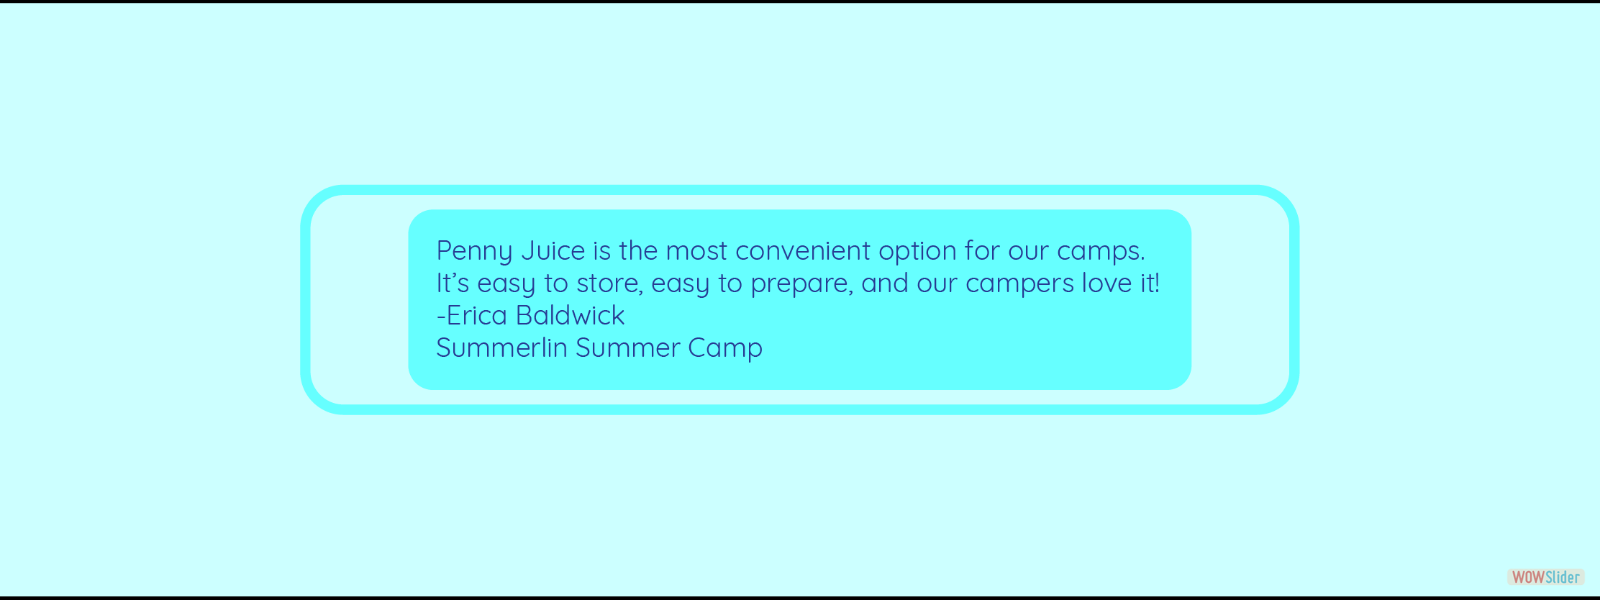 Penny Juice is the most convenient option for our camps.
It’s easy to store, easy to prepare, and our campers love it!
-Erica Baldwick
Summerlin Summer Camp
WOWSlider